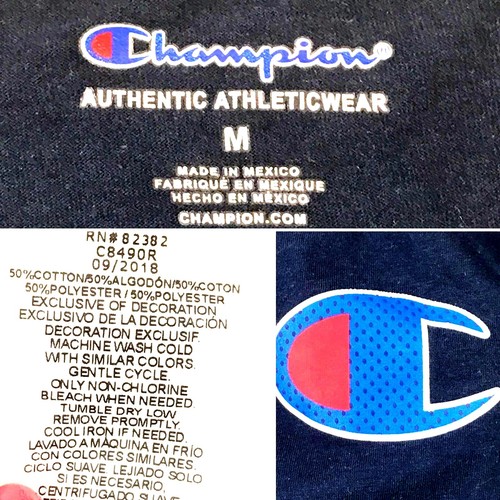 Champion®
AUTHENTIC ATHLETICWEAR
M
MADE IN MEXICO
FABRIQUÉ EN MEXIQUE
HECHO EN MÉXICO
CHAMPION.COM
RN# 82382
C8490R
09/2018
50%COTTON/50%ALGODÓN/50%COTON
50%POLYESTER / 50%POLYESTER
EXCLUSIVE OF DECORATION
EXCLUSIVO DE LA DECORACIÓN
DECORATION EXCLUSIF.
MACHINE WASH COLD
WITH SIMILAR COLORS.
GENTLE CYCLE.
ONLY NON-CHLORINE
BLEACH WHEN NEEDED.
TUMBLE DRY LOW
REMOVE PROMPTLY.
COOL IRON IF NEEDED.
LAVADO A MÁQUINA EN FRÍO
CON COLORES SIMILARES.
CICLO SUAVE. LEJIADO SOLO
SI ES NECESARIO.
CENTRIFUGADO SUAVE